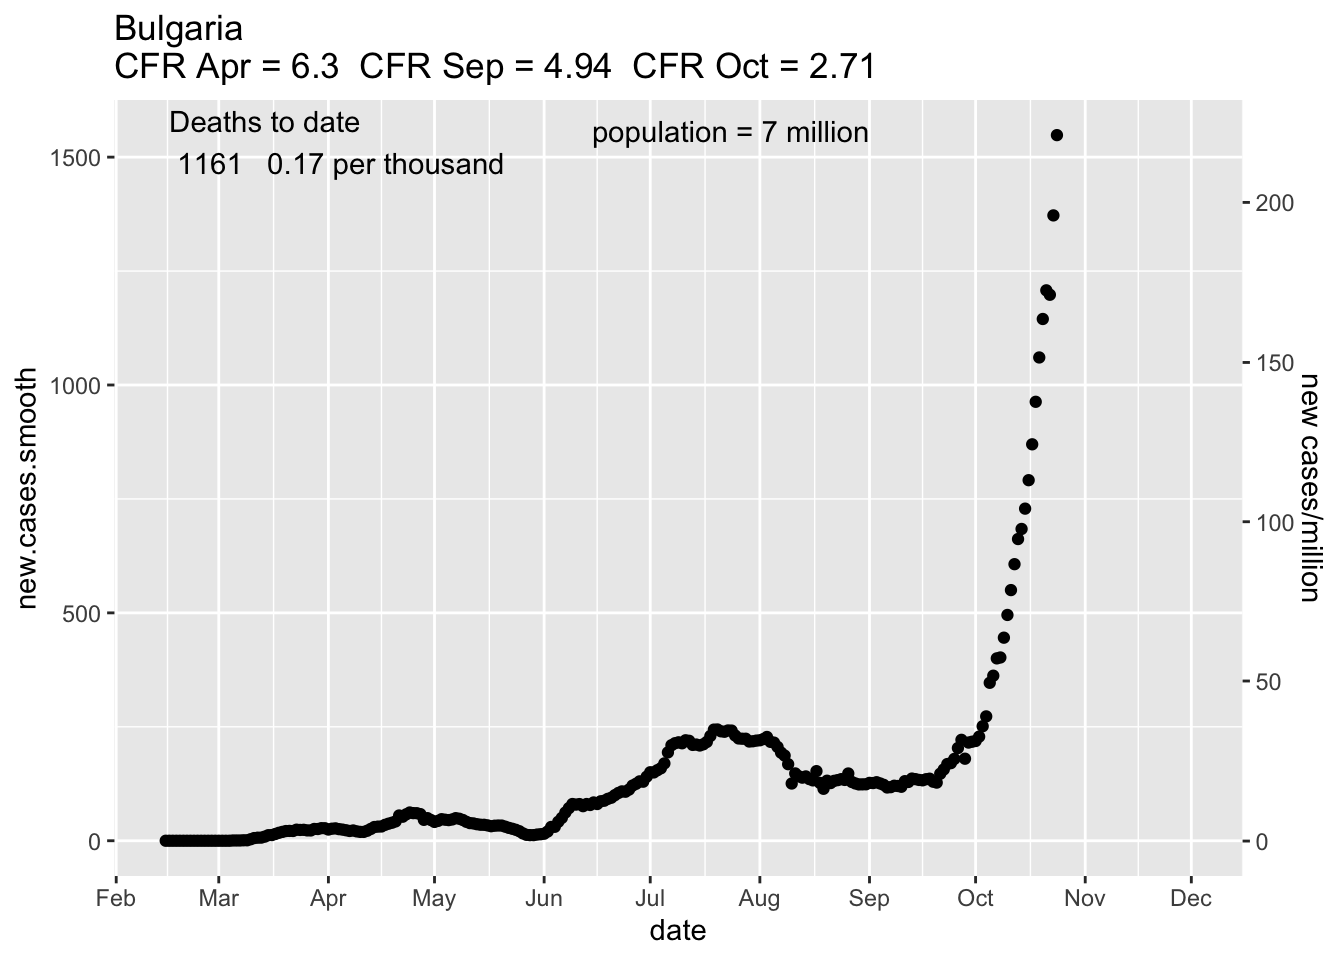 Bulgaria
CFR Apr = 6.3  CFR Sep = 4.94  CFR Oct = 2.71
Deaths to date
population = 7 million
1161   0.17 per thousand
1500
1000
500
0
new.cases.smooth
200
150
100
50
0
new cases/million
Feb Mar Apr May Jun Jul Aug Sep Oct Nov Dec
date